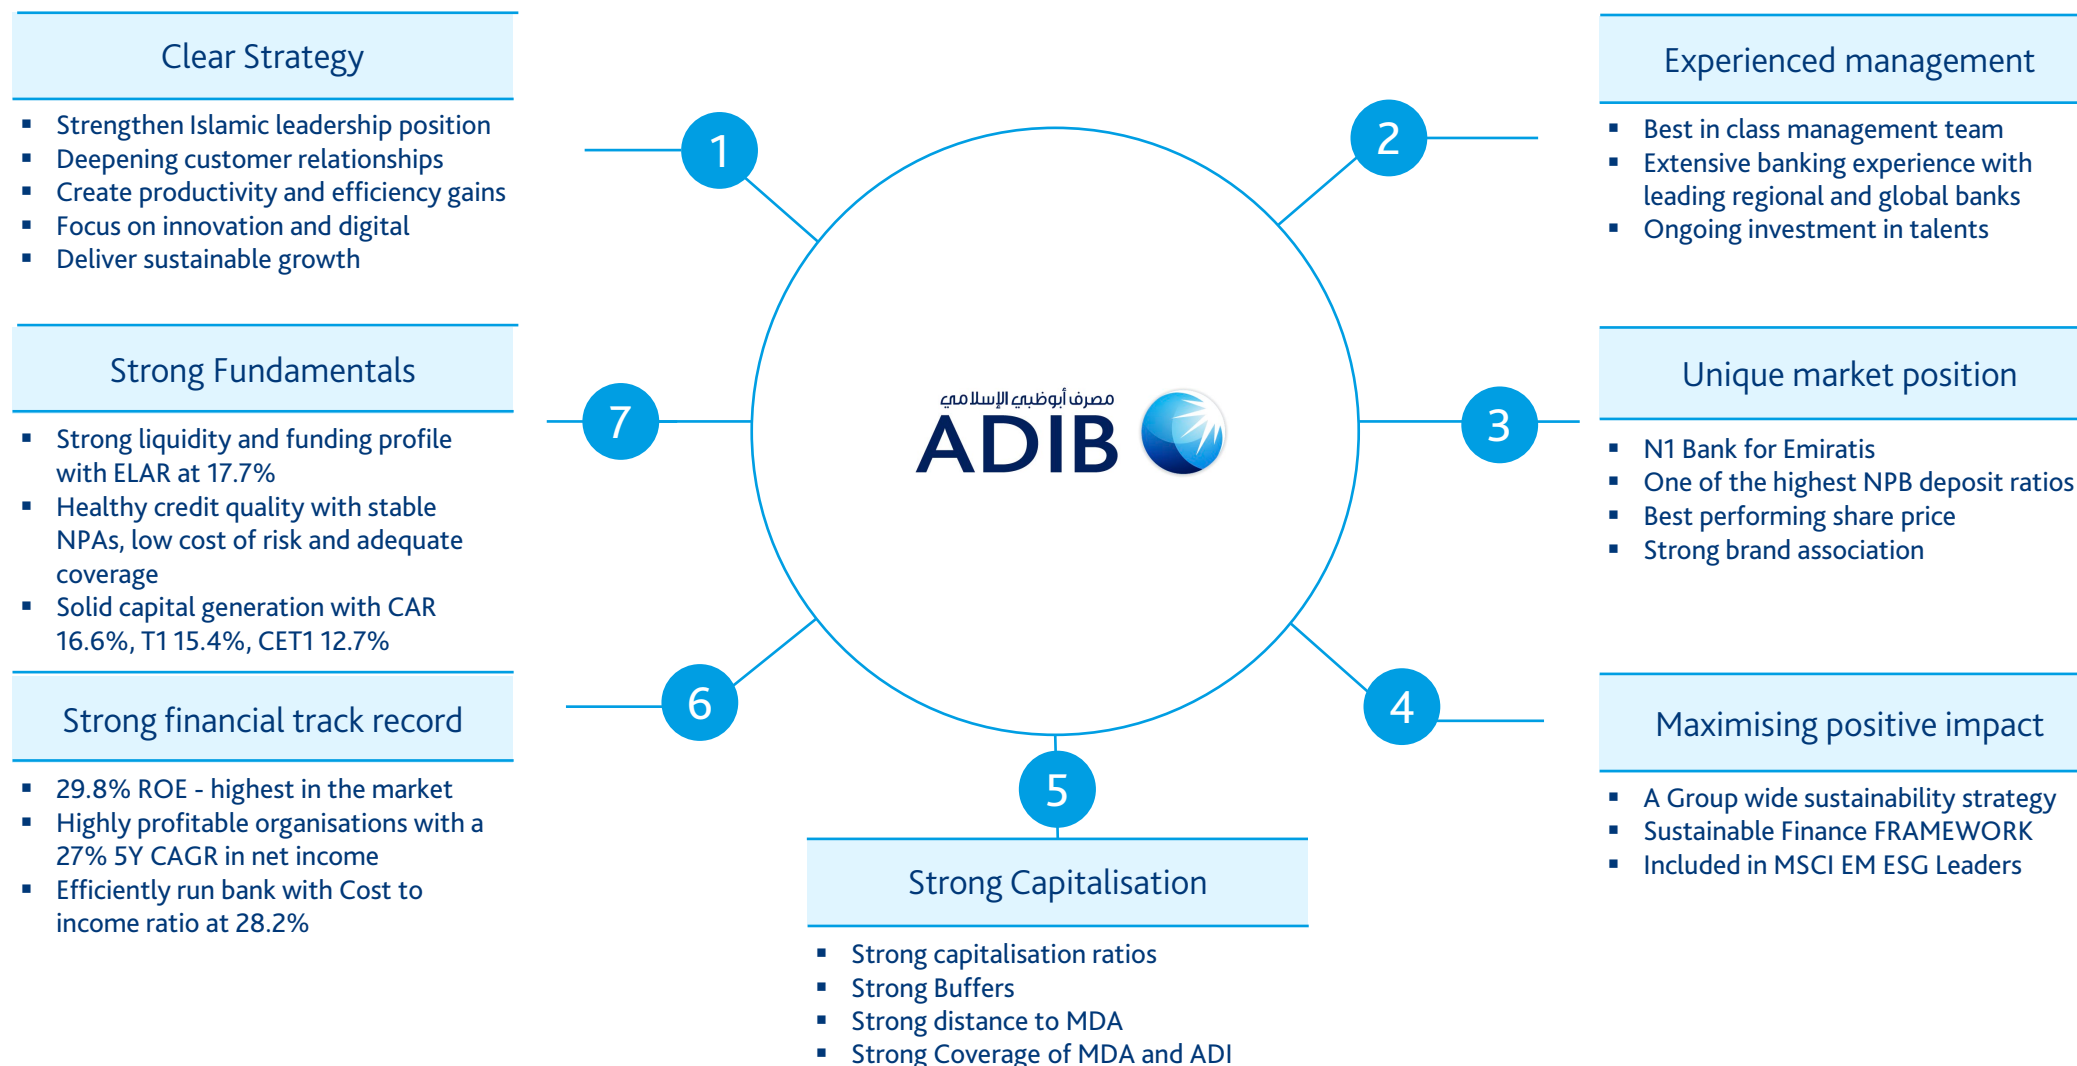 Clear Strategy
Strengthen Islamic leadership position
Deepening customer relationships
Create productivity and efficiency gains
Focus on innovation and digital
Deliver sustainable growth
1
2
Experienced management
Best in class management team
Extensive banking experience with
leading regional and global banks
Ongoing investment in talents
Strong Fundamentals
Strong liquidity and funding profile
with ELAR at 17.7%
Healthy credit quality with stable
NPAs, low cost of risk and adequate
coverage
Solid capital generation with CAR
16.6%, T1 15.4%, CET1 12.7%
7
مصرف أبوظبي الإسلامي
ADIB
3
Unique market position
N1 Bank for Emiratis
One of the highest NPB deposit ratios
Best performing share price
Strong brand association
Strong financial track record
29.8% ROE - highest in the market
Highly profitable organisations with a
27% 5Y CAGR in net income
Efficiently run bank with Cost to
income ratio at 28.2%
6
5
4
Strong Capitalisation
Strong capitalisation ratios
Strong Buffers
Strong distance to MDA
Strong Coverage of MDA and ADI
Maximising positive impact
A Group wide sustainability strategy
Sustainable Finance FRAMEWORK
Included in MSCI EM ESG Leaders